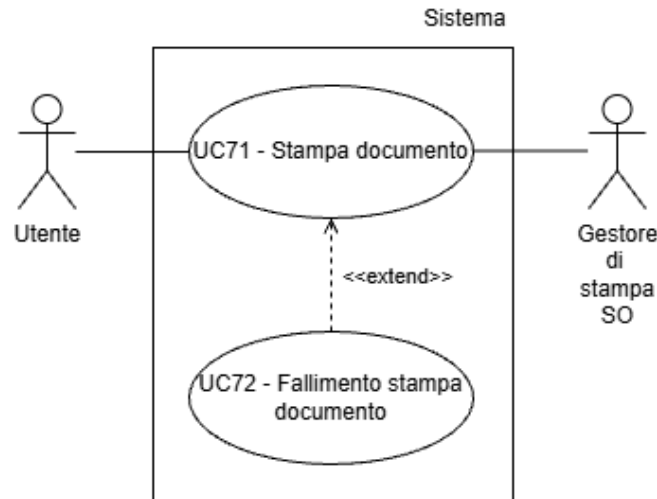 Sistema
UC71 - Stampa documento
Utente
Gestore
di
stampa
SO
<<extend>>
UC72 - Fallimento stampa
documento